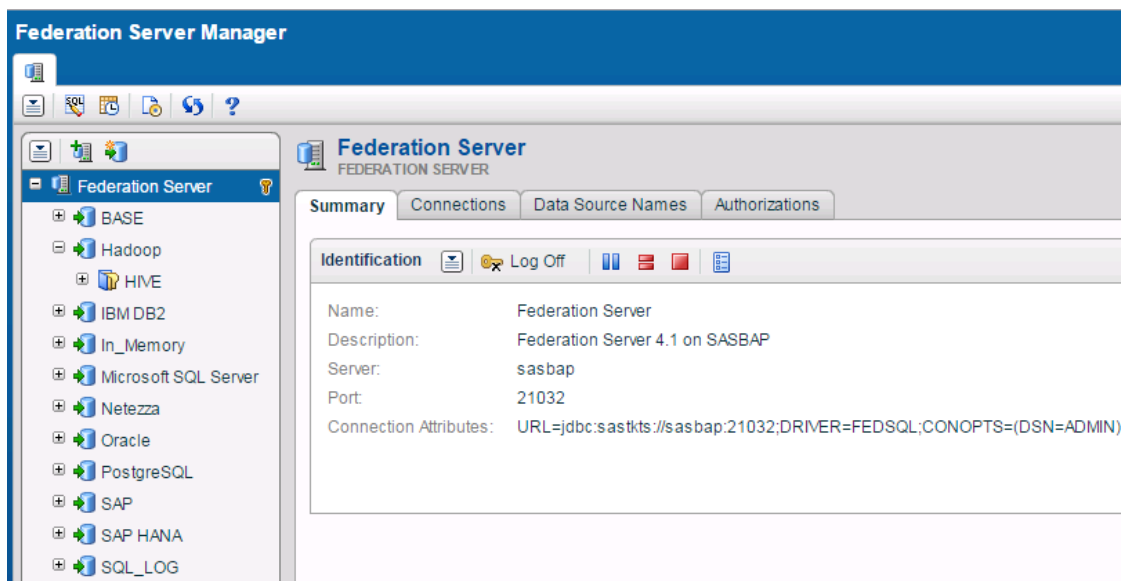 Federation Server Manager
SQL
?
Federation Server
BASE
Hadoop
HIVE
IBM DB2
In_Memory
Microsoft SQL Server
Netezza
Oracle
PostgreSQL
SAP
SAP HANA
SQL_LOG
Federation Server
FEDERATION SERVER
Summary Connections Data Source Names Authorizations
Identification Log Off
Name: Federation Server
Description: Federation Server 4.1 on SASBAP
Server: sasbap
Port: 21032
Connection Attributes: URL=jdbc:sastkts://sasbap:21032;DRIVER=FEDSQL;CONOPTS=(DSN=ADMIN)